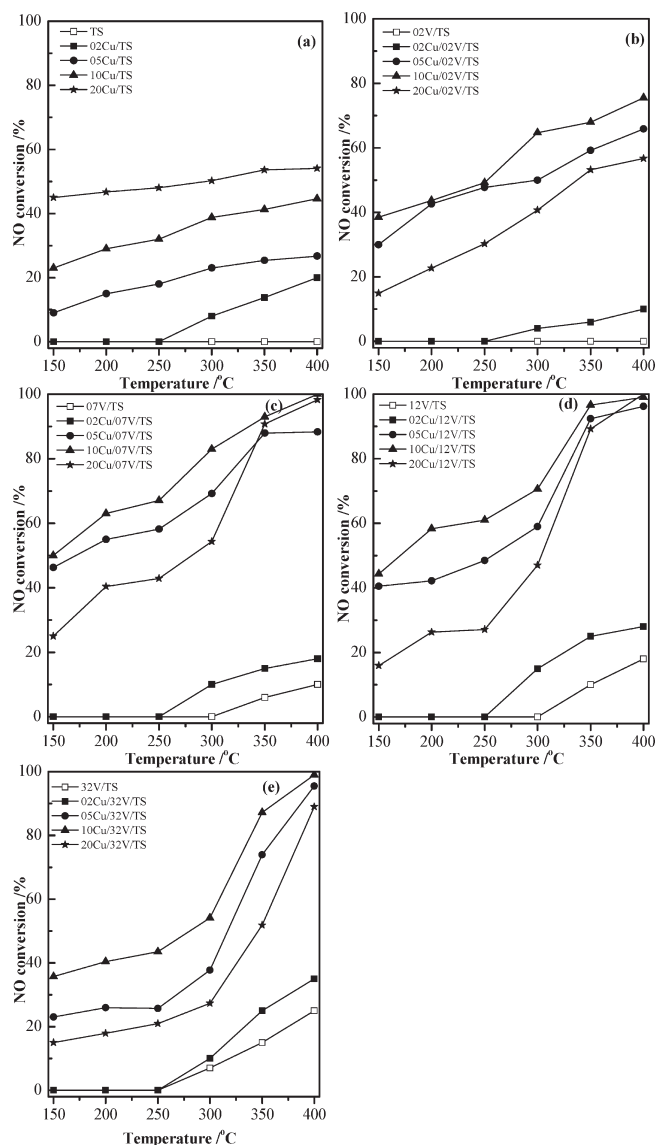 (a)
TS
02Cu/TS
05Cu/TS
10Cu/TS
20Cu/TS
NO conversion /%
100
80
60
40
20
0
150 200 250 300 350 400
Temperature /°C
(b)
02V/TS
02Cu/02V/TS
05Cu/02V/TS
10Cu/02V/TS
20Cu/02V/TS
NO conversion /%
100
80
60
40
20
0
150 200 250 300 350 400
Temperature /°C
(c)
07V/TS
02Cu/07V/TS
05Cu/07V/TS
10Cu/07V/TS
20Cu/07V/TS
NO conversion /%
100
80
60
40
20
0
150 200 250 300 350 400
Temperature /°C
(d)
12V/TS
02Cu/12V/TS
05Cu/12V/TS
10Cu/12V/TS
20Cu/12V/TS
NO conversion /%
100
80
60
40
20
0
150 200 250 300 350 400
Temperature /°C
(e)
32V/TS
02Cu/32V/TS
05Cu/32V/TS
10Cu/32V/TS
20Cu/32V/TS
NO conversion /%
100
80
60
40
20
0
150 200 250 300 350 400
Temperature /°C